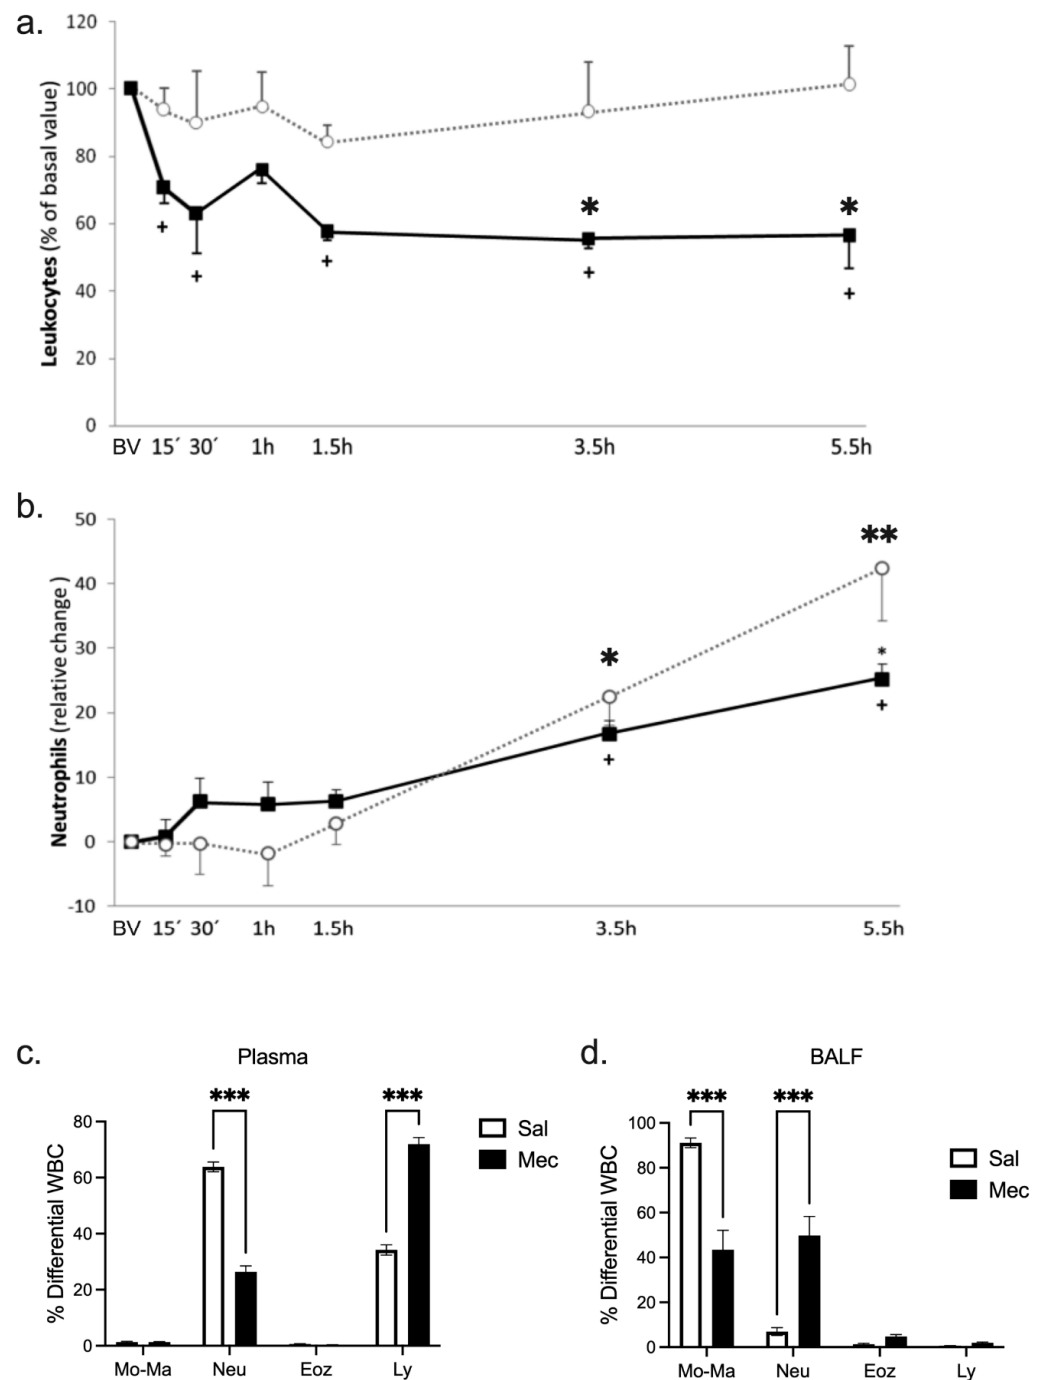 a.
120
100
80
60
40
20
0
Leukocytes (% of basal value)
* *
+ + + + +
BV 15′ 30′ 1h 1.5h 3.5h 5.5h
b.
50
40
30
20
10
0
-10
Neutrophils (relative change )
**
*
*
+ +
BV 15′ 30′ 1h 1.5h 3.5h 5.5h
c.
Plasma
*** ***
80
60
40
20
0
% Differential WBC
Mo-Ma Neu Eoz Ly
Sal
Mec
d.
BALF
*** ***
100
80
60
40
20
0
% Differential WBC
Mo-Ma Neu Eoz Ly
Sal
Mec